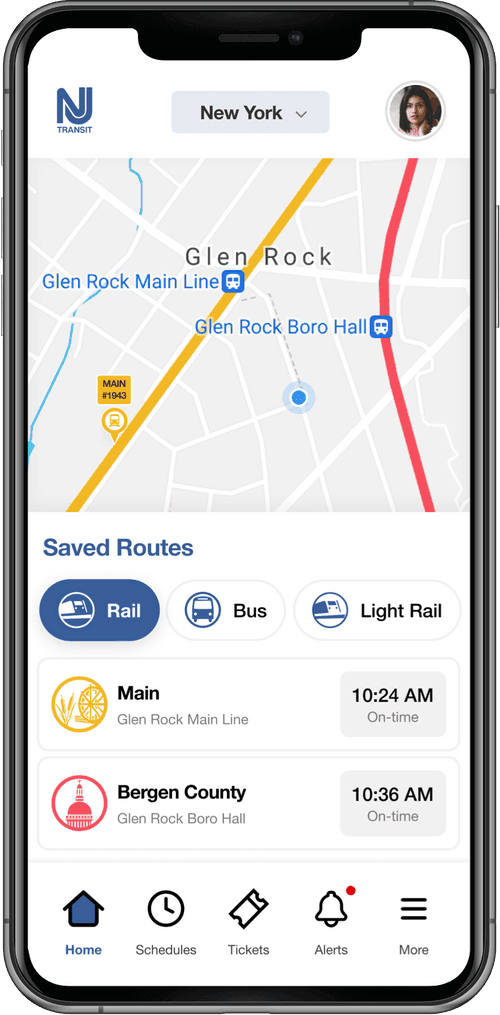 NJ
TRANSIT
New York
Glen Rock
Glen Rock Main Line
Glen Rock Boro Hall
MAIN
#1943
Saved Routes
Rail
Bus
Light Rail
Main
Glen Rock Main Line
10:24 AM
On-time
Bergen County
Glen Rock Boro Hall
10:36 AM
On-time
Home
Schedules
Tickets
Alerts
More